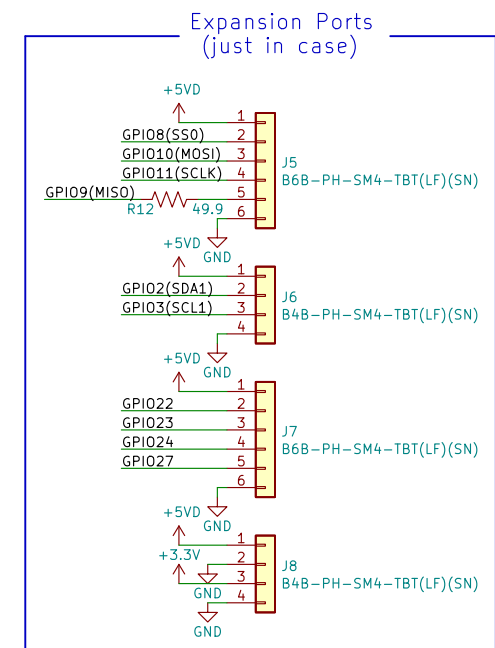 Expansion Ports
(just in case)
+5VD
1
GPIO8(SS0) 2
GPIO10(MOSI) 3
GPIO11(SCLK) 4
GPIO9(MISO) R12 49.9 5
6
GND
J5
B6B-PH-SM4-TBT(LF)(SN)
+5VD
1
GPIO2(SDA1) 2
GPIO3(SCL1) 3
4
GND
J6
B4B-PH-SM4-TBT(LF)(SN)
+5VD
1
GPIO22 2
GPIO23 3
GPIO24 4
GPIO27 5
6
GND
J7
B6B-PH-SM4-TBT(LF)(SN)
+5VD
1
+3.3V 2
3
GND
4
GND
J8
B4B-PH-SM4-TBT(LF)(SN)